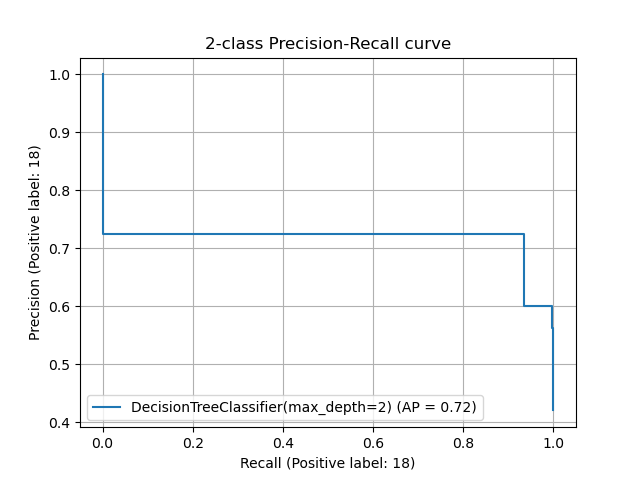 2-class Precision-Recall curve
1.0
0.9
0.8
0.7
0.6
0.5
0.4
Precision (Positive label: 18)
DecisionTreeClassifier(max_depth=2) (AP = 0.72)
0.0 0.2 0.4 0.6 0.8 1.0
Recall (Positive label: 18)